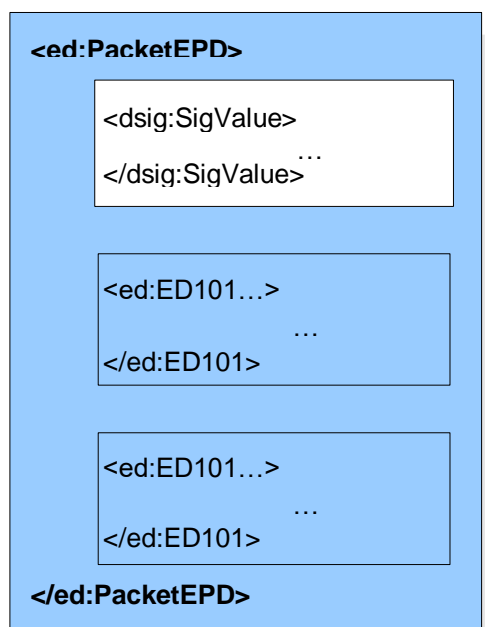 <ed:PacketEPD>
<dsig:SigValue>
…
</dsig:SigValue>
<ed:ED101…>
…
</ed:ED101>
<ed:ED101…>
…
</ed:ED101>
</ed:PacketEPD>